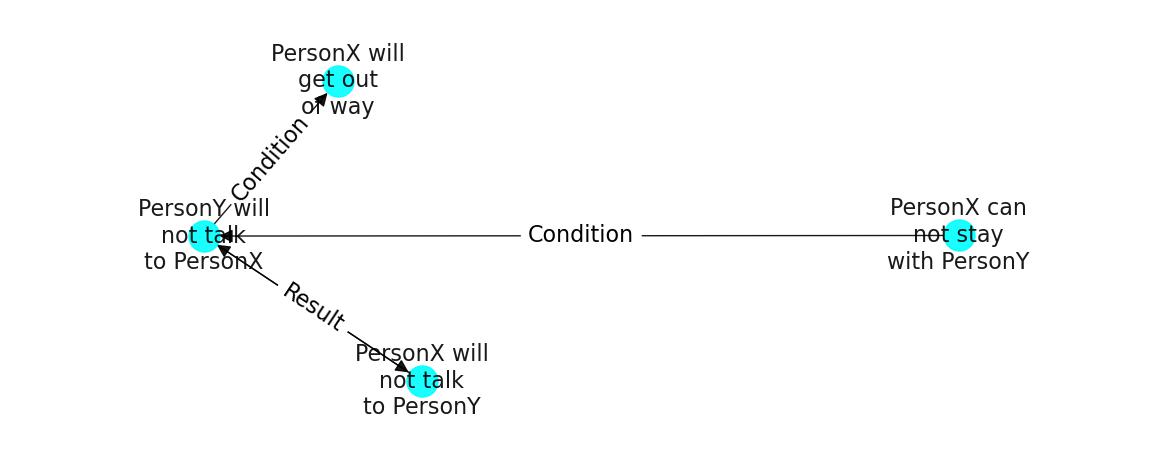 PersonX will
get out
of way
Condition
PersonY will
not talk
to PersonX
Condition
PersonX can
not stay
with PersonY
Result
PersonX will
not talk
to PersonY